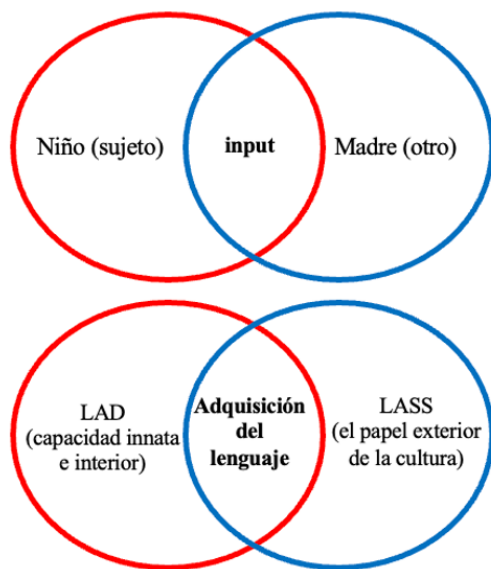 Niño (sujeto)
input
Madre (otro)
LAD
(capacidad innata
e interior)
Adquisición
del
lenguaje
LASS
(el papel exterior
de la cultura)